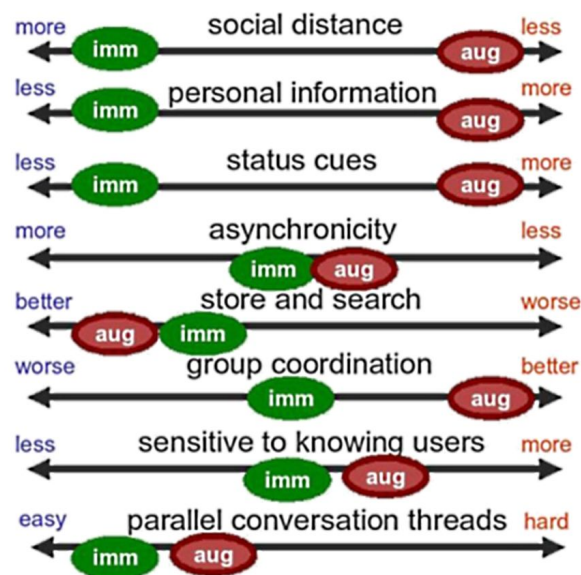 more social distance less
imm aug
less personal information more
imm aug
less status cues more
imm aug
more asynchronicity less
imm aug
better store and search worse
aug imm
worse group coordination better
imm aug
less sensitive to knowing users more
imm aug
easy parallel conversation threads hard
imm aug